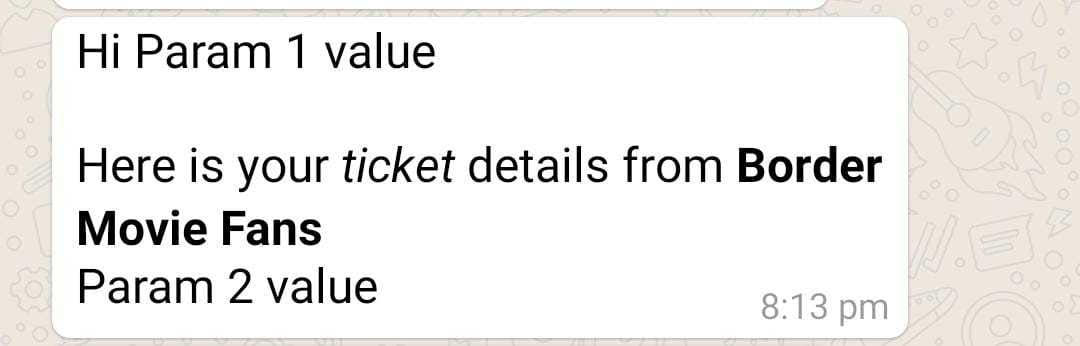 Hi Param 1 value
Here is your ticket details from Border
Movie Fans
Param 2 value
8:13 pm